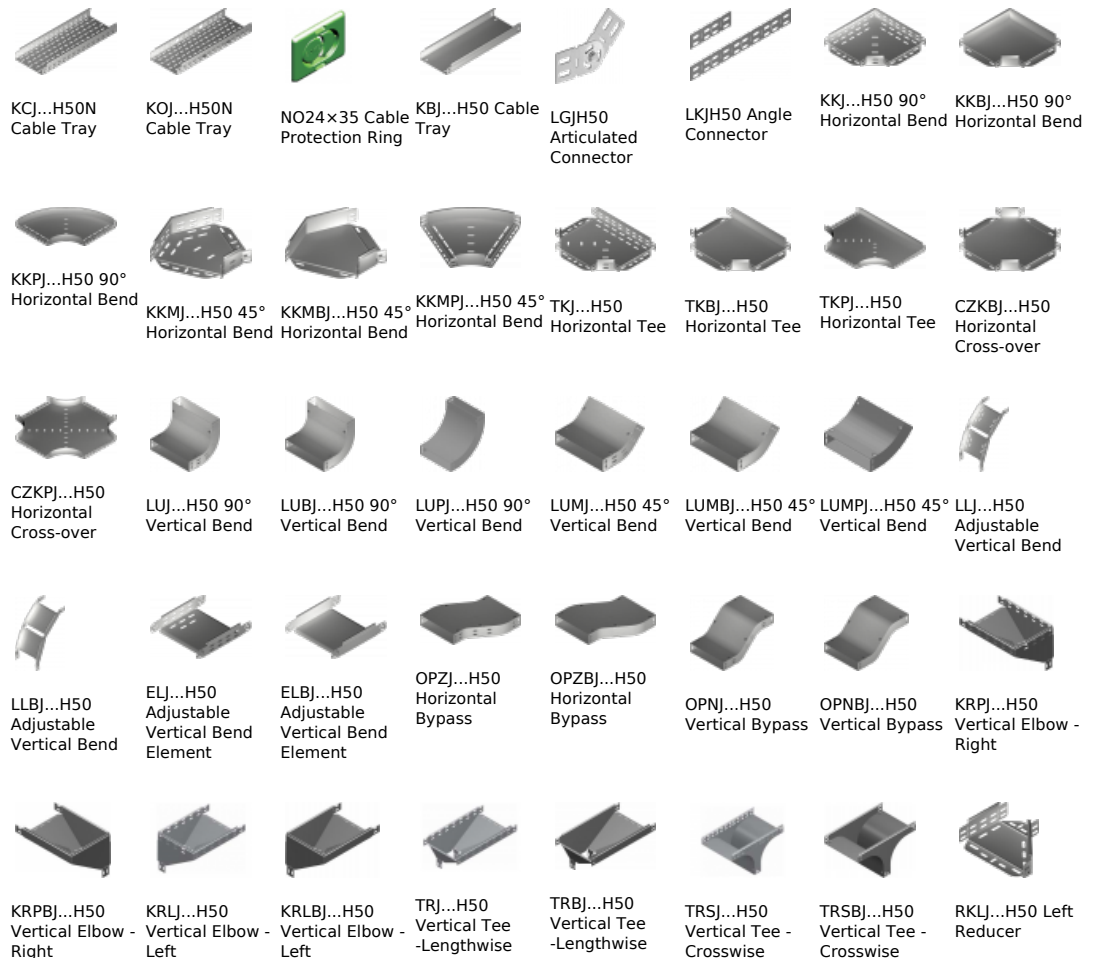 KCJ...H50N
Cable Tray
KOJ...H50N
Cable Tray
NO24×35 Cable
Protection Ring
KBJ...H50 Cable
Tray
LGJH50
Articulated
Connector
LKJH50 Angle
Connector
KKJ...H50 90°
Horizontal Bend
KKBJ...H50 90°
Horizontal Bend
KKPJ...H50 90°
Horizontal Bend
KKMJ...H50 45°
Horizontal Bend
KKMBJ...H50 45°
Horizontal Bend
KKMPJ...H50 45°
Horizontal Bend
TKJ...H50
Horizontal Tee
TKBJ...H50
Horizontal Tee
TKPJ...H50
Horizontal Tee
CZKBJ...H50
Horizontal
Cross-over
CZKPJ...H50
Horizontal
Cross-over
LUJ...H50 90°
Vertical Bend
LUBJ...H50 90°
Vertical Bend
LUPJ...H50 90°
Vertical Bend
LUMJ...H50 45°
Vertical Bend
LUMBJ...H50 45°
Vertical Bend
LUMPJ...H50 45°
Vertical Bend
LLJ...H50
Adjustable
Vertical Bend
LLBJ...H50
Adjustable
Vertical Bend
ELJ...H50
Adjustable
Vertical Bend
Element
ELBJ...H50
Adjustable
Vertical Bend
Element
OPZJ...H50
Horizontal
Bypass
OPZBJ...H50
Horizontal
Bypass
OPNJ...H50
Vertical Bypass
OPNBJ...H50
Vertical Bypass
KRPJ...H50
Vertical Elbow -
Right
KRPBJ...H50
Vertical Elbow -
Right
KRLJ...H50
Vertical Elbow -
Left
KRLBJ...H50
Vertical Elbow -
Left
TRJ...H50
Vertical Tee
-Lengthwise
TRBJ...H50
Vertical Tee
-Lengthwise
TRSJ...H50
Vertical Tee -
Crosswise
TRSBJ...H50
Vertical Tee -
Crosswise
RKLJ...H50 Left
Reducer